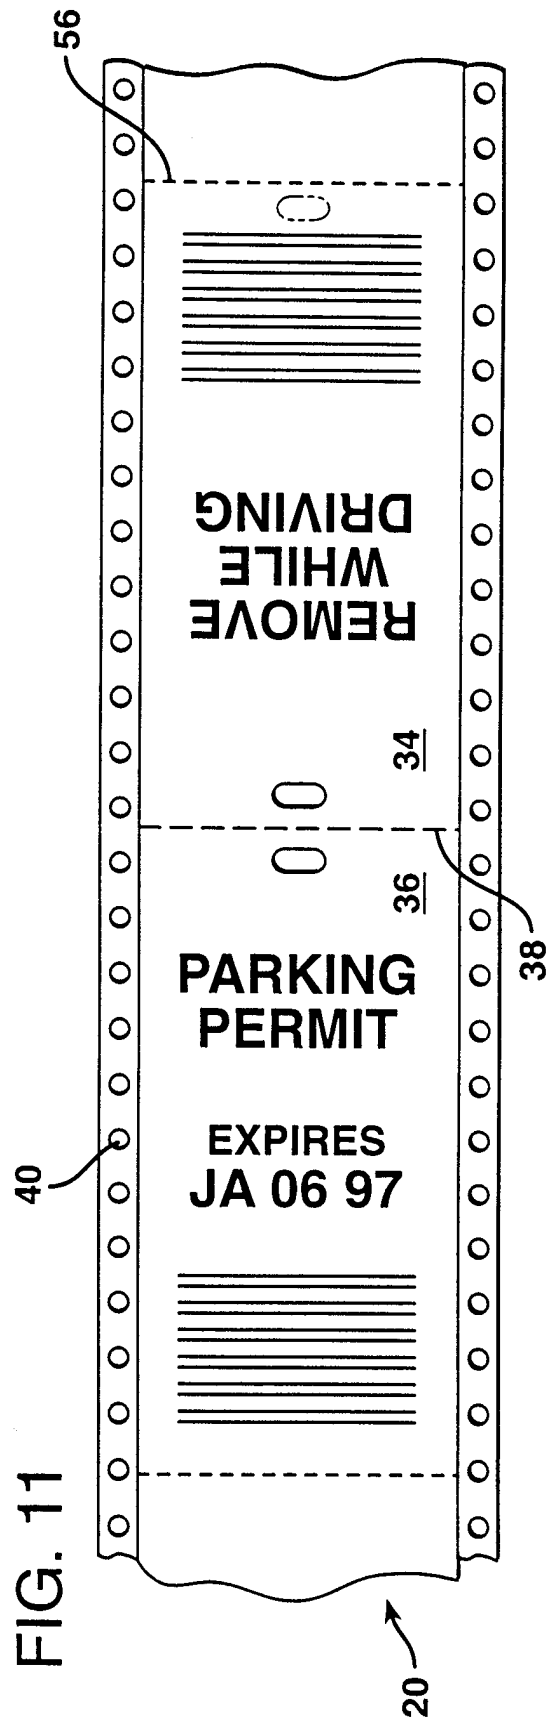 FIG. 11
56
REMOVE
WHILE
DRIVING
34
36
38
PARKING
PERMIT
40
EXPIRES
JA 06 97
20